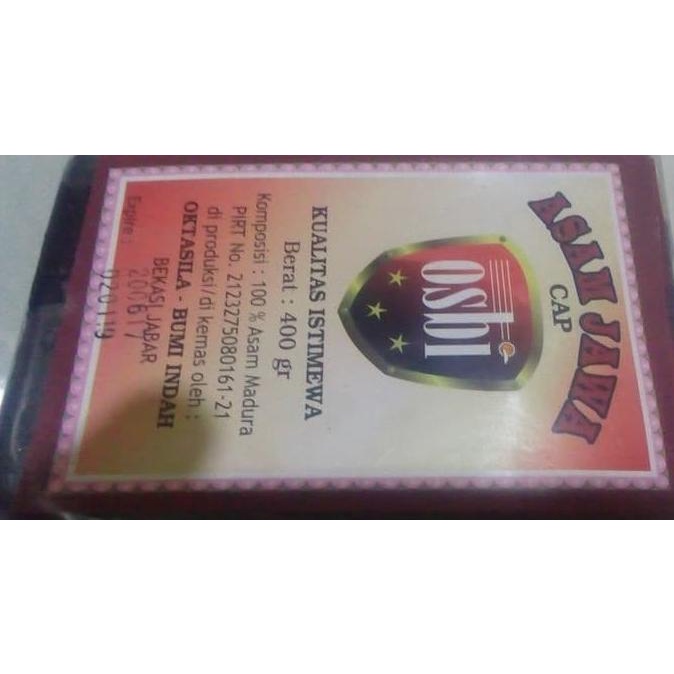 ASAM JAWA
CAP
osbi
KUALITAS ISTIMEWA
Berat : 400 gr
Komposisi : 100 % Asam Madura
PIRT No. 2123275080161-21
di produksi/di kemas oleh :
OKTASILA - BUMI INDAH
BEKASI JABAR
Expire : 200617
020119